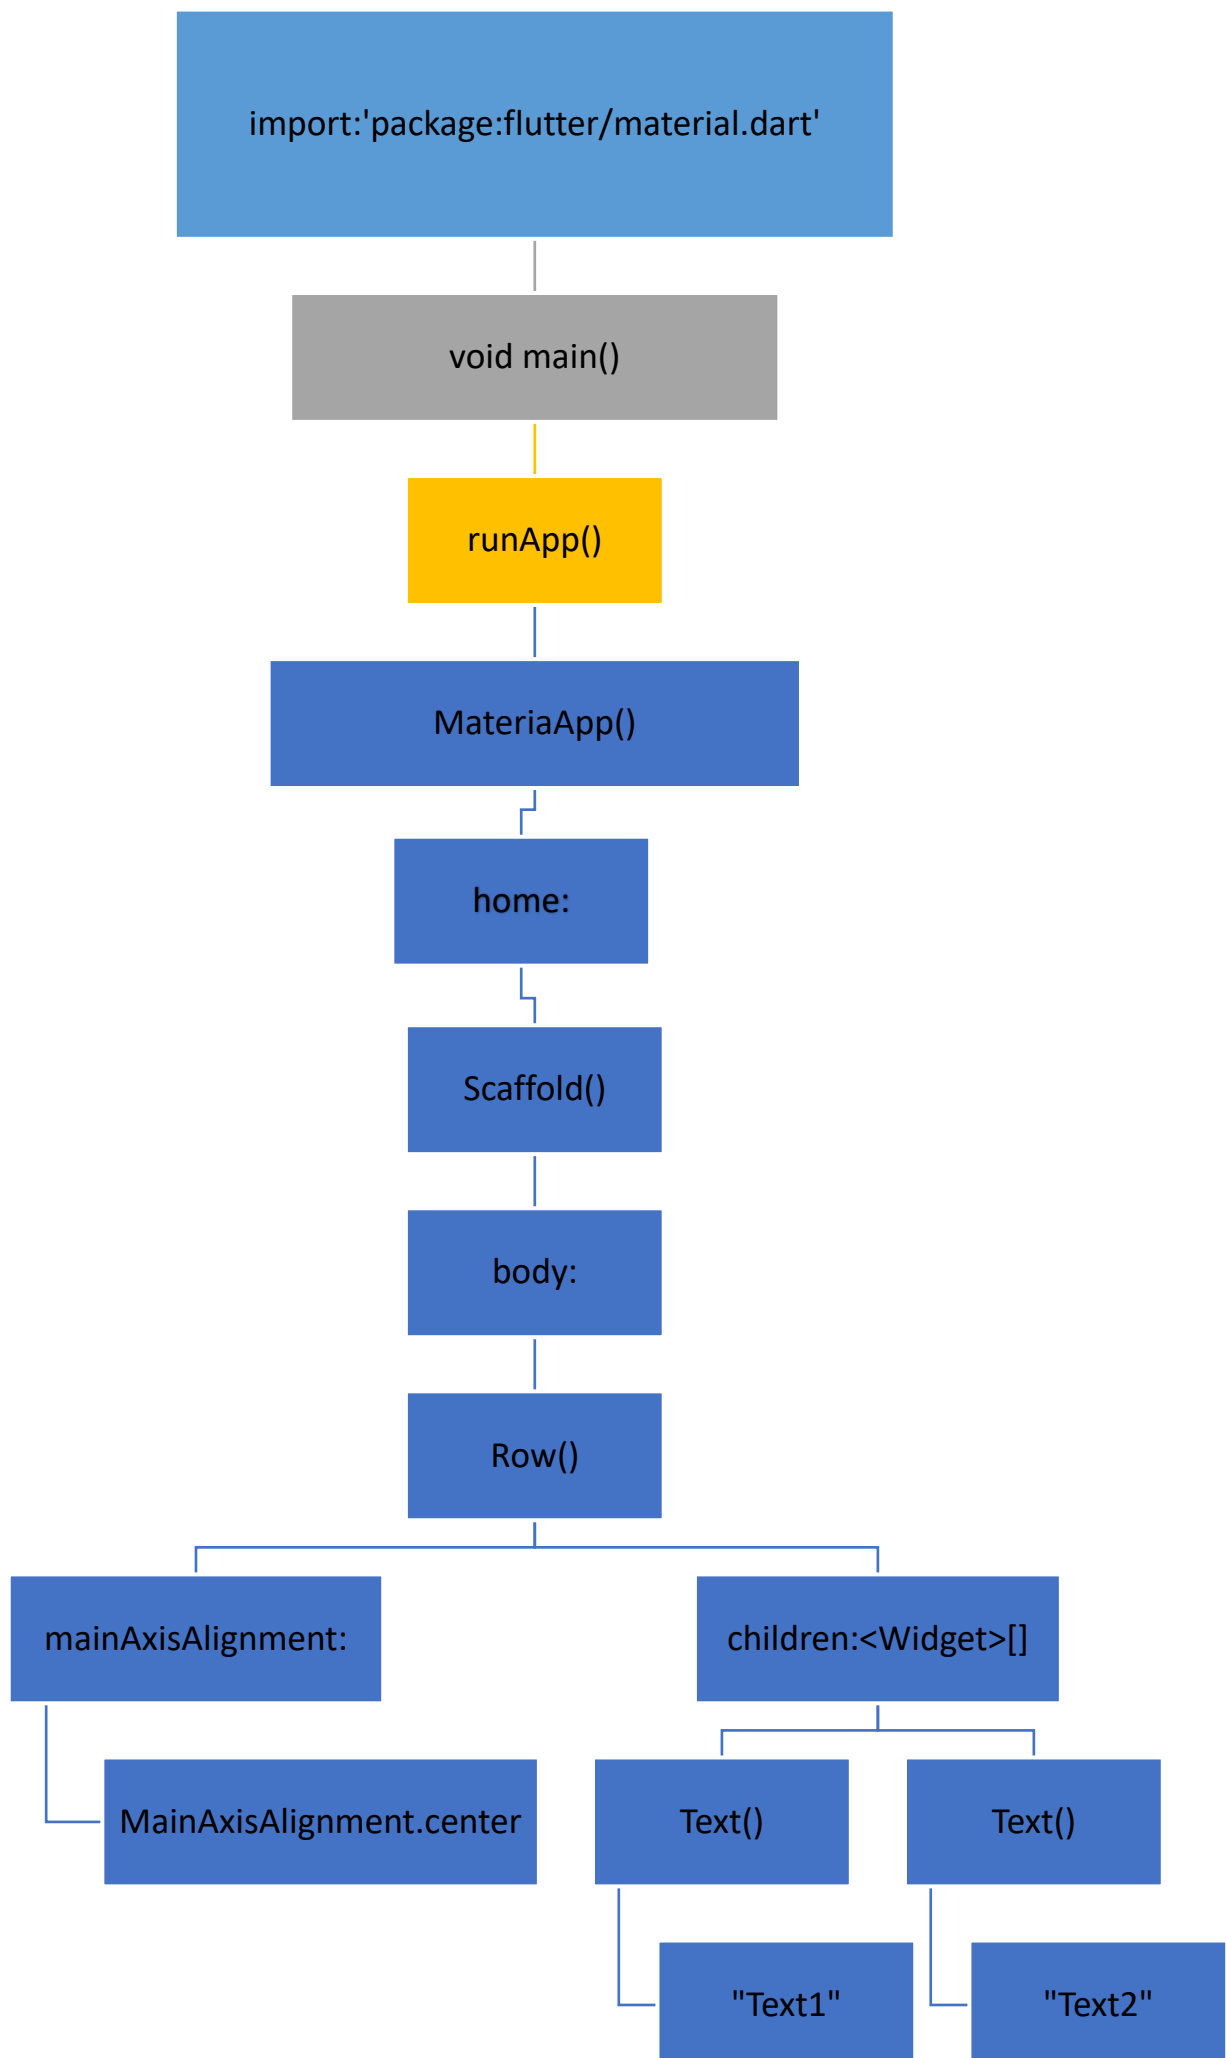 import:'package:flutter/material.dart'
void main()
runApp()
MateriaApp()
home:
Scaffold()
body:
Row()
mainAxisAlignment:
children:<Widget>[]
MainAxisAlignment.center
Text()
Text()
"Text1"
"Text2"